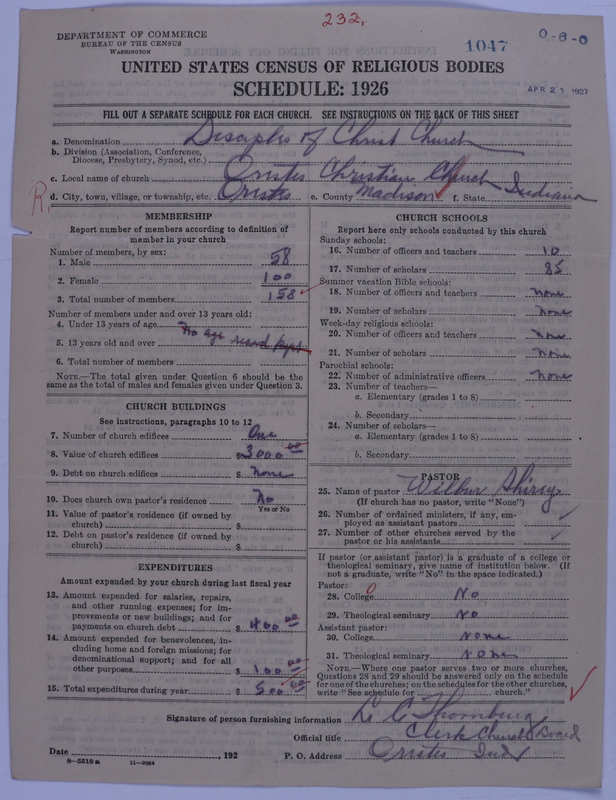 232,
DEPARTMENT OF COMMERCE
BUREAU OF THE CENSUS
WASHINGTON
1047
0-8-0
APR 21 1927
UNITED STATES CENSUS OF RELIGIOUS BODIES
SCHEDULE: 1926
FILL OUT A SEPARATE SCHEDULE FOR EACH CHURCH. SEE INSTRUCTIONS ON THE BACK OF THIS SHEET
a. Denomination Disciples of Christ Church
b. Division (Association, Conference, Diocese, Presbytery, Synod, etc.)
c. Local name of church Orestes Christian Church
d. City, town, village, or township, etc. Orestes e. County Madison f. State Indiana
R.
MEMBERSHIP
Report number of members according to definition of
member in your church
Number of members, by sex:
1. Male 58
2. Female 100
3. Total number of members 158
Number of members under and over 13 years old:
4. Under 13 years of age No age record kept
5. 13 years old and over
6. Total number of members
NOTE.—The total given under Question 6 should be the
same as the total of males and females given under Question 3.
CHURCH BUILDINGS
See instructions, paragraphs 10 to 12
7. Number of church edifices One
8. Value of church edifices $3000 00
9. Debt on church edifices $ None
10. Does church own pastor's residence No
Yes or No
11. Value of pastor's residence (if owned by
church) $
12. Debt on pastor's residence (if owned by
church) $
EXPENDITURES
Amount expended by your church during last fiscal year
13. Amount expended for salaries, repairs,
and other running expenses; for im-
provements or new buildings; and for
payments on church debt $ 400 00
14. Amount expended for benevolences, in-
cluding home and foreign missions; for
denominational support; and for all
other purposes $ 100 00
15. Total expenditures during year $ 500 00
CHURCH SCHOOLS
Report here only schools conducted by this church
Sunday schools:
16. Number of officers and teachers 10
17. Number of scholars 85
Summer vacation Bible schools:
18. Number of officers and teachers None
19. Number of scholars None
Week-day religious schools:
20. Number of officers and teachers None
21. Number of scholars None
Parochial schools:
22. Number of administrative officers None
23. Number of teachers—
a. Elementary (grades 1 to 8)
b. Secondary
24. Number of scholars—
a. Elementary (grades 1 to 8)
b. Secondary
PASTOR
25. Name of pastor Wilbur
(If church has no pastor, write "None")
26. Number of ordained ministers, if any, em-
ployed as assistant pastors
27. Number of other churches served by the
pastor or his assistants
If pastor (or assistant pastor) is a graduate of a college or
theological seminary, give name of institution below. (If
not a graduate, write "No" in the space indicated.)
Pastor:
28. College No
29. Theological seminary No
Assistant pastor:
30. College None
31. Theological seminary None
NOTE.—Where one pastor serves two or more churches,
Questions 28 and 29 should be answered only on the schedule
for one of the churches; on the schedules for the other churches,
write "See schedule for church."
Signature of person furnishing information L. C. Thornburg
Official title Clerk Church Board
Date , 192 P. O. Address Orestes Ind
6-5518 a 11-9064